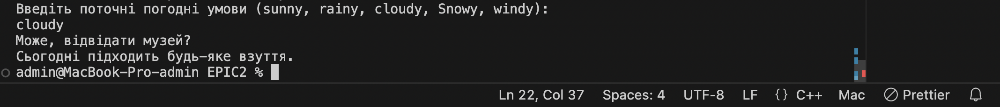 Введіть поточні погодні умови (sunny, rainy, cloudy, Snowy, windy):
cloudy
Може, відвідати музей?
Сьогодні підходить будь-яке взуття.
admin@MacBook-Pro-admin EPIC2 %
Ln 22, Col 37 Spaces: 4 UTF-8 LF {} C++ Mac Prettier